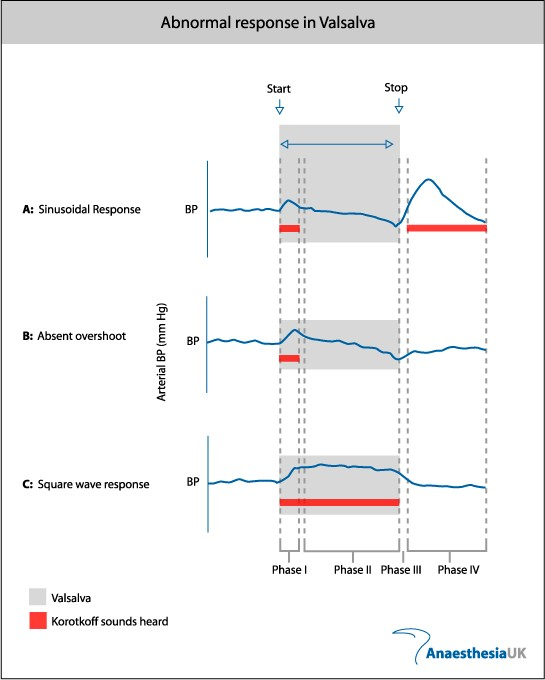 Abnormal response in Valsalva
Start
Stop
A: Sinusoidal Response
BP
B: Absent overshoot
BP
Arterial BP (mm Hg)
C: Square wave response
BP
Phase I
Phase II
Phase III
Phase IV
Valsalva
Korotkoff sounds heard
AnaesthesiaUK